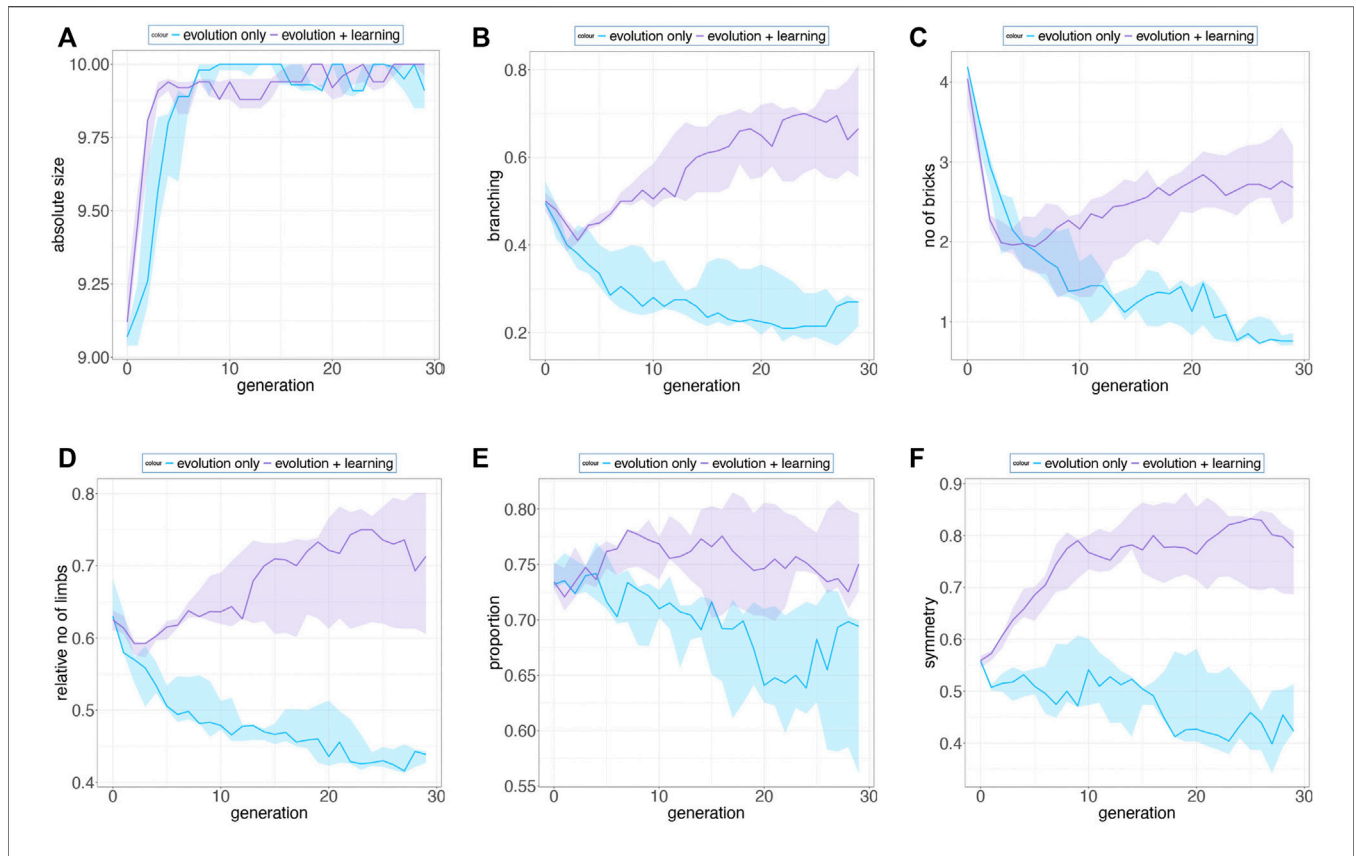 A
colour evolution only evolution + learning
absolute size
10.00
9.75
9.50
9.25
9.00
0 10 20 30
generation
B
colour evolution only evolution + learning
branching
0.8
0.6
0.4
0.2
0 10 20 30
generation
C
colour evolution only evolution + learning
no of bricks
4
3
2
1
0 10 20 30
generation
D
colour evolution only evolution + learning
relative no of limbs
0.8
0.7
0.6
0.5
0.4
0 10 20 30
generation
E
colour evolution only evolution + learning
proportion
0.80
0.75
0.70
0.65
0.60
0.55
0 10 20 30
generation
F
colour evolution only evolution + learning
symmetry
0.9
0.8
0.7
0.6
0.5
0.4
0 10 20 30
generation